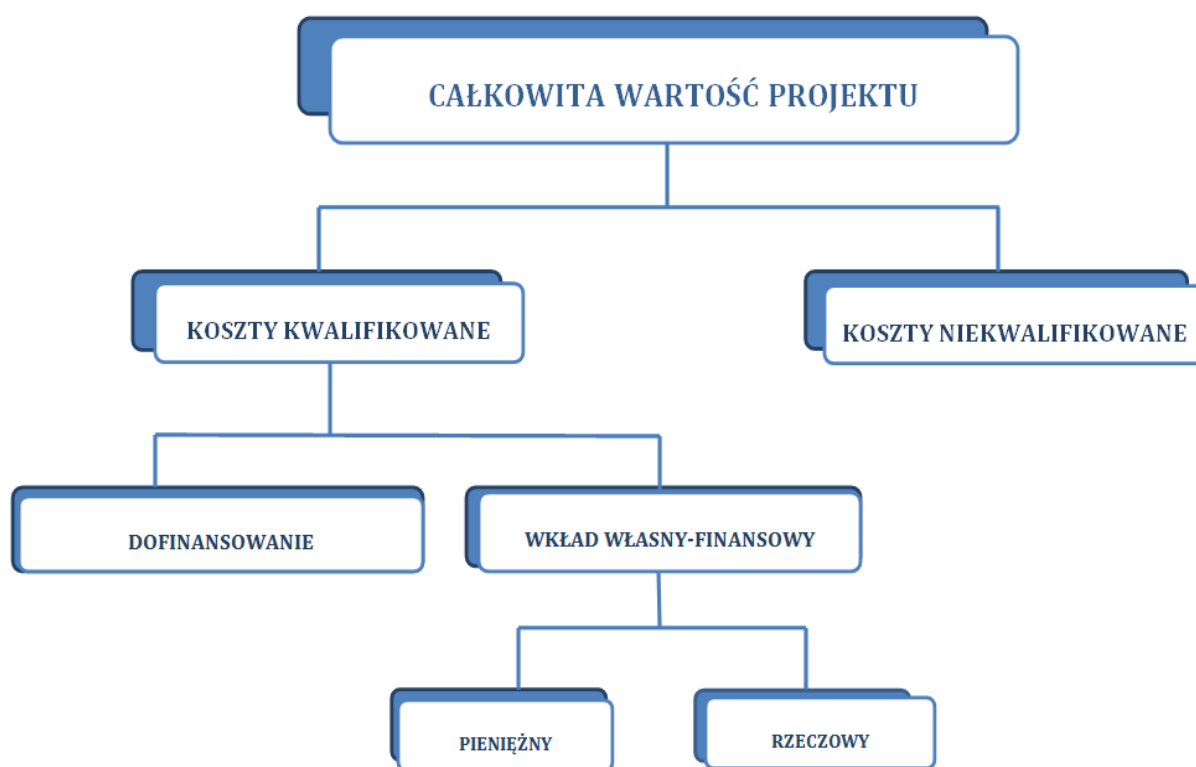 CAŁKOWITA WARTOŚĆ PROJEKTU
KOSZTY KWALIFIKOWANE
KOSZTY NIEKWALIFIKOWANE
DOFINANSOWANIE
WKŁAD WŁASNY-FINANSOWY
PIENIĘŻNY
RZECZOWY